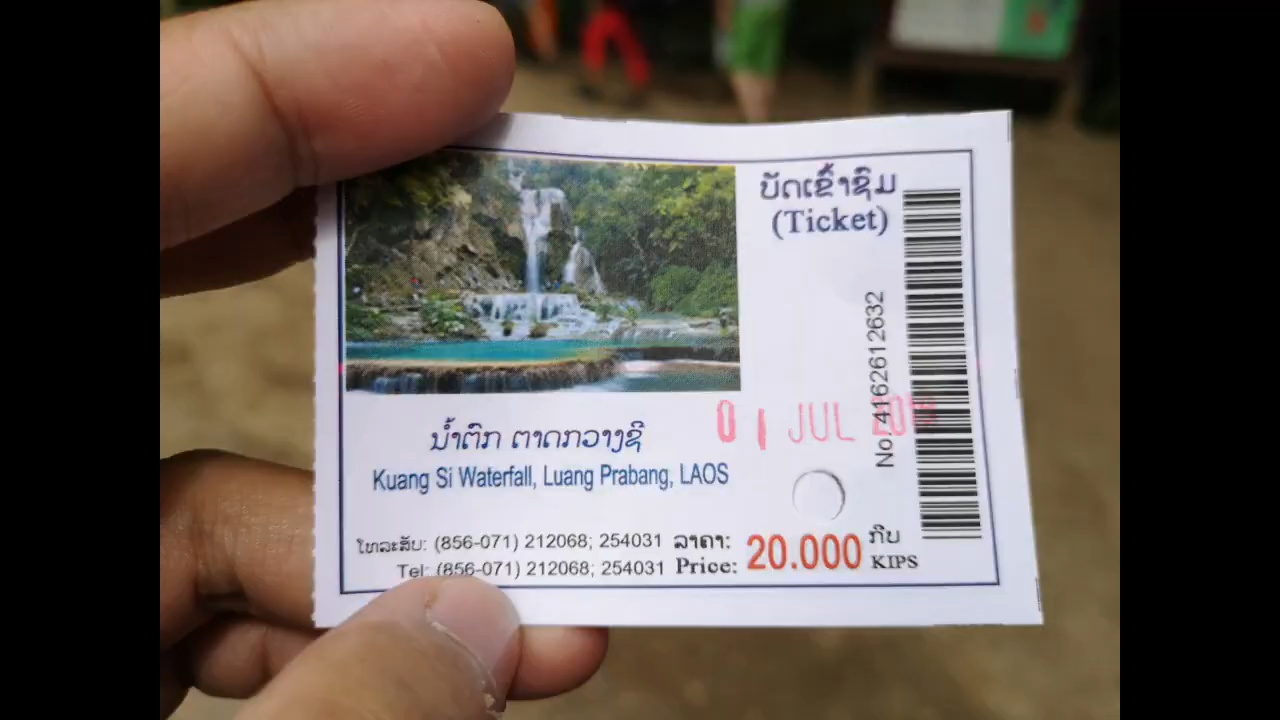 ບັດເຂົ້າຊົມ
(Ticket)
No. 4162612632
01 JUL
ນ້ຳຕົກ ຕາດກວາງຊີ
Kuang Si Waterfall, Luang Prabang, LAOS
ໂທລະສັບ: (856-071) 212068; 254031 ລາຄາ:
Tel: (856-071) 212068; 254031 Price:
20.000 ກີບ
KIPS